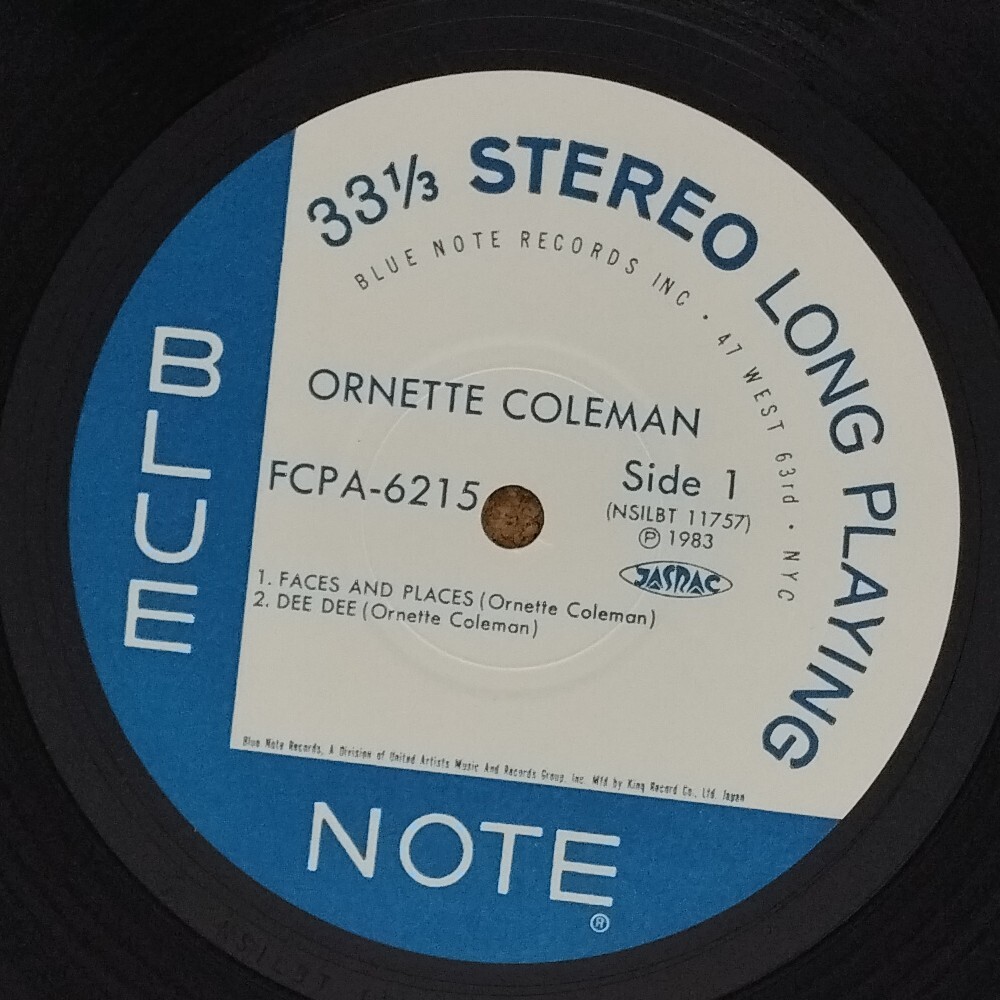 33⅓ STEREO LONG PLAYING
BLUE NOTE RECORDS INC · 47 WEST 63rd · NYC
ORNETTE COLEMAN
FCPA-6215
Side 1
(NSILBT 11757)
Ⓟ 1983
JASRAC
1. FACES AND PLACES (Ornette Coleman)
2. DEE DEE (Ornette Coleman)
Blue Note Records, A Division of United Artists Music And Records Group, Inc. Mfd by King Record Co., Ltd. Japan
BLUE
NOTE
®